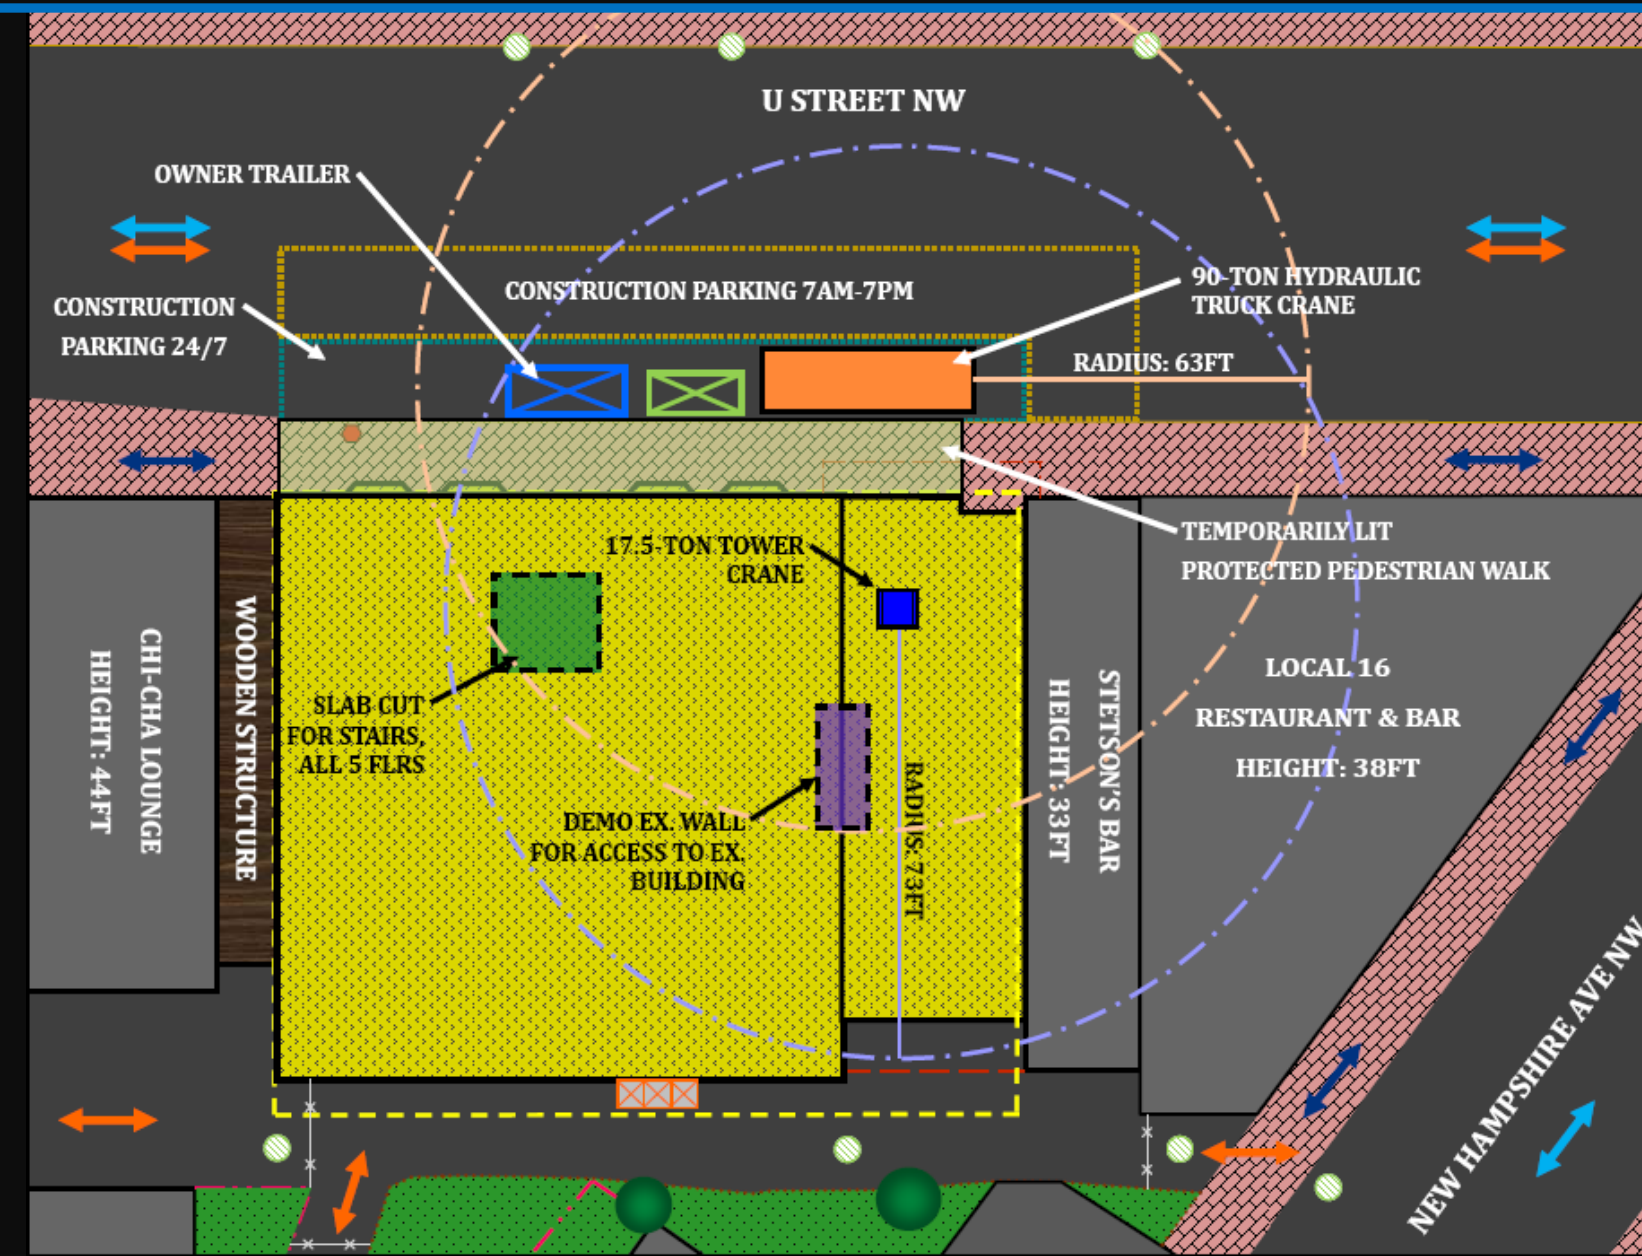 U STREET NW
OWNER TRAILER
CONSTRUCTION PARKING 7AM-7PM
90-TON HYDRAULIC
TRUCK CRANE
CONSTRUCTION
PARKING 24/7
RADIUS: 63FT
TEMPORARILY LIT
PROTECTED PEDESTRIAN WALK
17.5-TON TOWER
CRANE
CHI-CHA LOUNGE
HEIGHT: 44FT
WOODEN STRUCTURE
SLAB CUT
FOR STAIRS,
ALL 5 FLRS
DEMO EX. WALL
FOR ACCESS TO EX.
BUILDING
RADIUS: 73FT
STETSON'S BAR
HEIGHT: 33FT
LOCAL 16
RESTAURANT & BAR
HEIGHT: 38FT
NEW HAMPSHIRE AVE NW